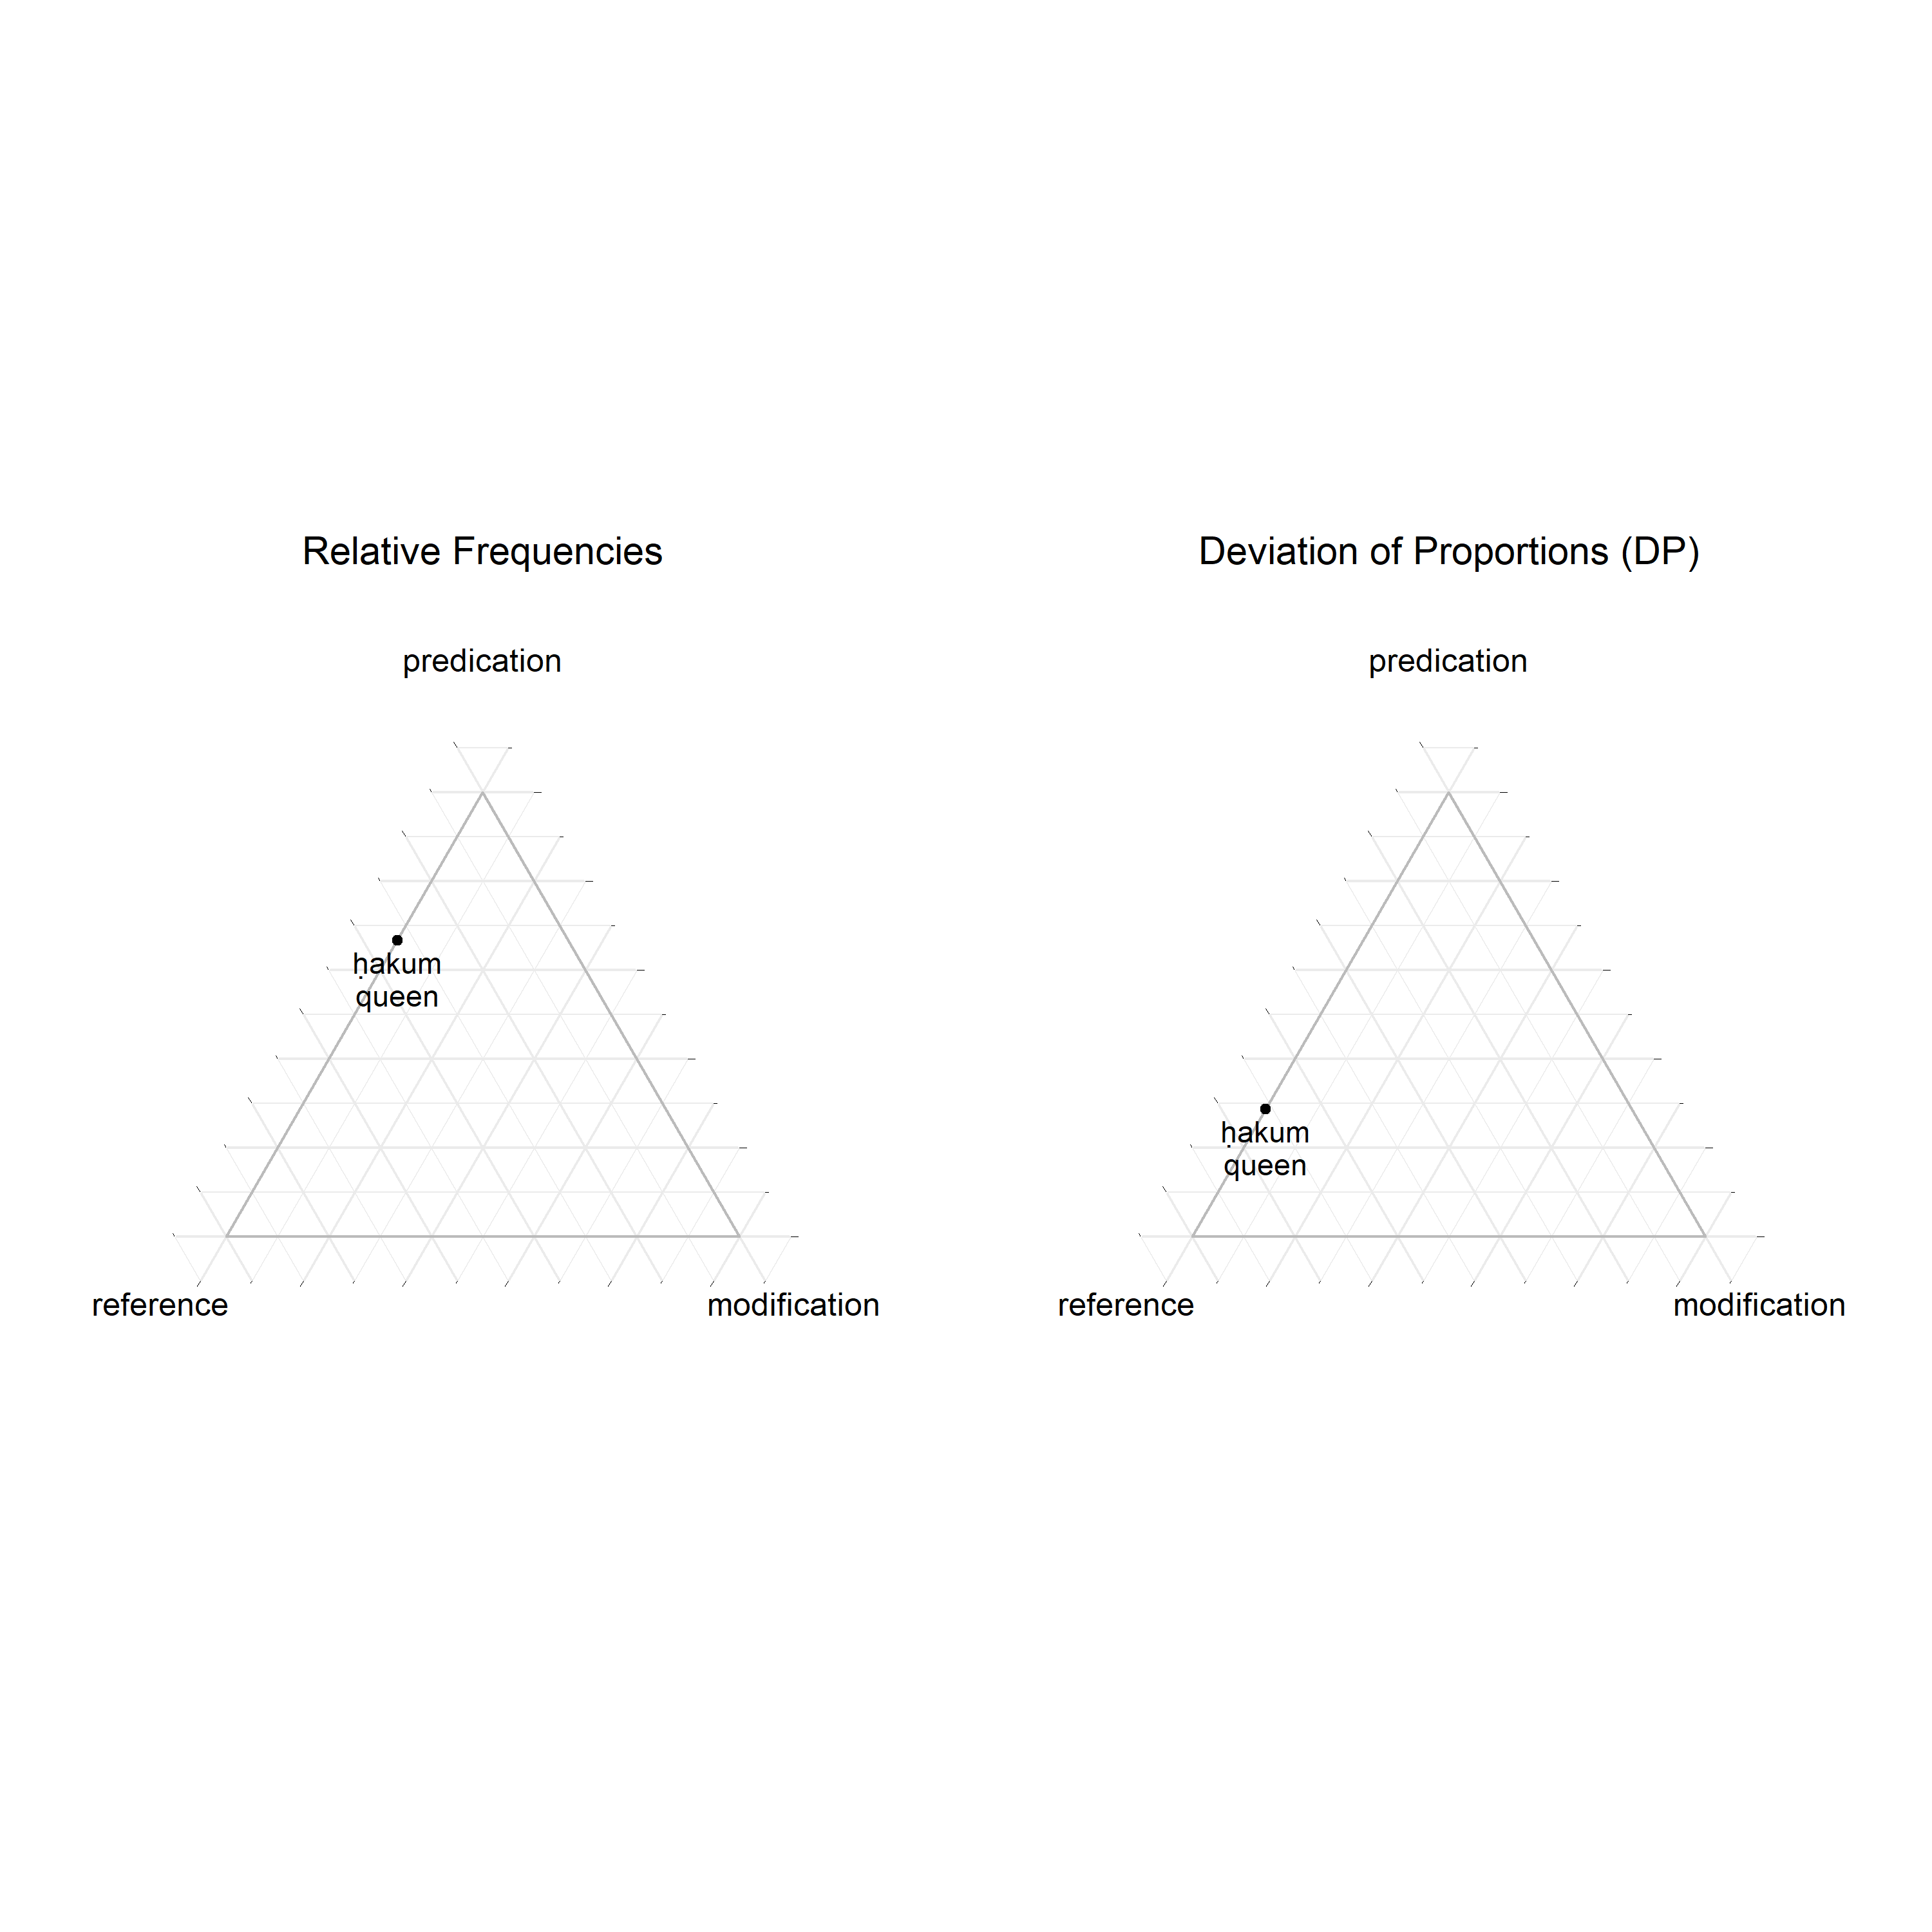 Relative Frequencies
predication
ḥakum
queen
reference
modification
Deviation of Proportions (DP)
predication
ḥakum
queen
reference
modification